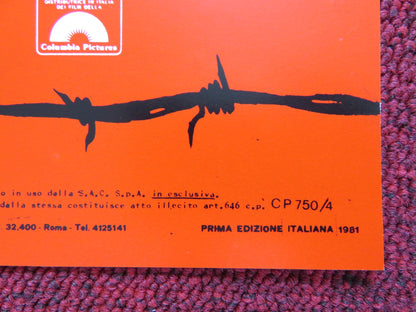 DISTRIBUTRICE IN ITALIA
DEI FILM DELLA
Columbia Pictures
o in uso dalla S.A.C. S.p.A. in esclusiva.
dalla stessa costituisce atto illecito art.646 c.p. CP 750/4
. 32,400 - Roma - Tel. 4125141 PRIMA EDIZIONE ITALIANA 1981